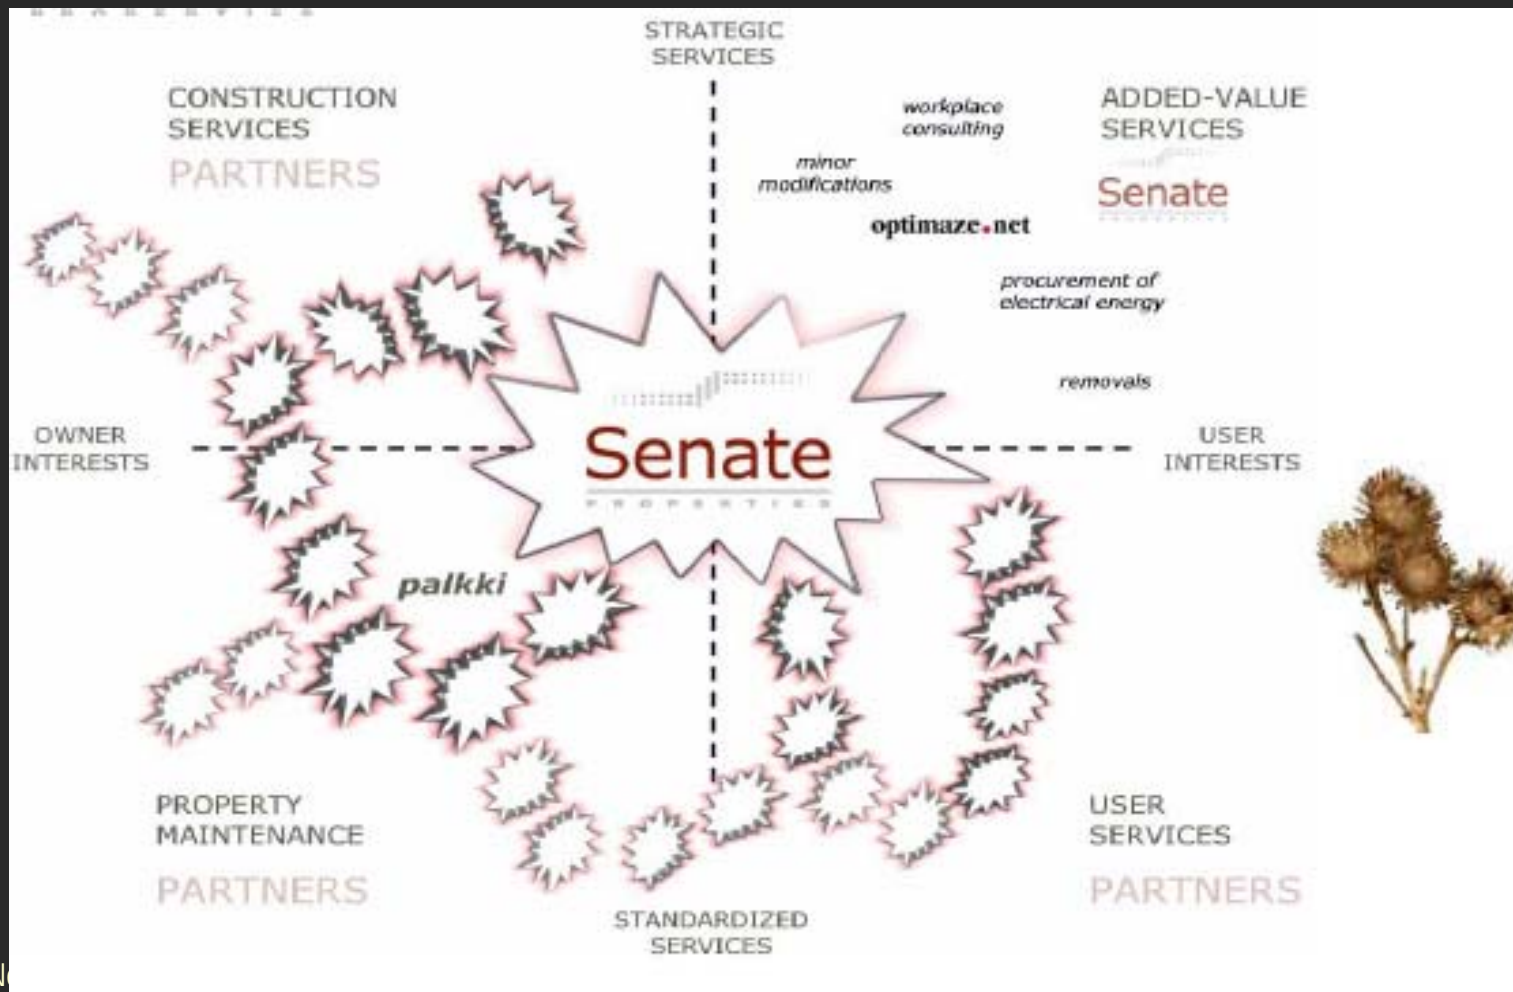 STRATEGIC
SERVICES
CONSTRUCTION
SERVICES
PARTNERS
workplace
consulting
ADDED-VALUE
SERVICES
minor
modifications
Senate
optimaze.net
procurement of
electrical energy
removals
OWNER
INTERESTS
Senate
PROPERTIES
USER
INTERESTS
palkki
PROPERTY
MAINTENANCE
PARTNERS
USER
SERVICES
PARTNERS
STANDARDIZED
SERVICES